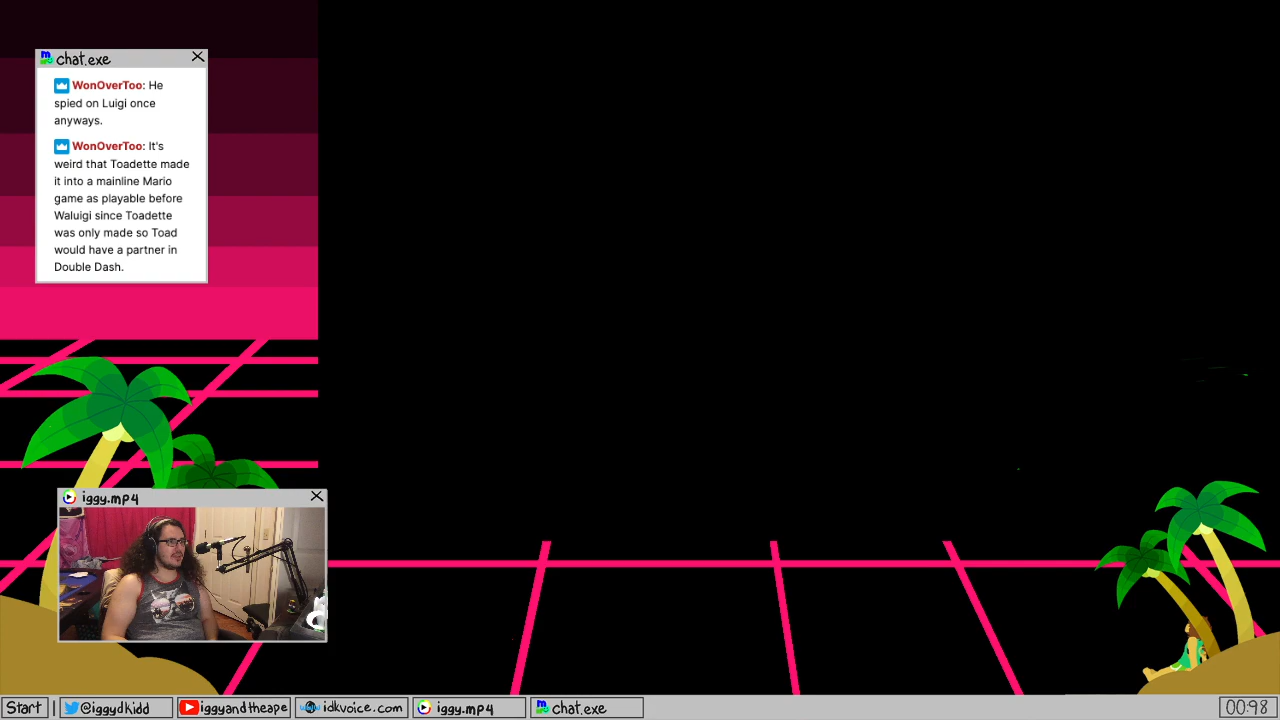 chat.exe
WonOverToo: He
spied on Luigi once
anyways.
WonOverToo: It's
weird that Toadette made
it into a mainline Mario
game as playable before
Waluigi since Toadette
was only made so Toad
would have a partner in
Double Dash.
iggy.mp4
Start | @iggydkidd iggyandtheape idkvoice.com iggy.mp4 chat.exe 00:98